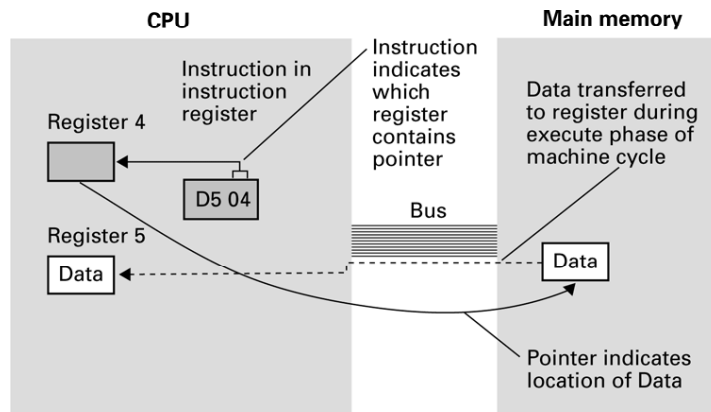 CPU
Main memory
Instruction in
instruction
register
Instruction
indicates
which
register
contains
pointer
Data transferred
to register during
execute phase of
machine cycle
Register 4
D5 04
Bus
Register 5
Data
Data
Pointer indicates
location of Data